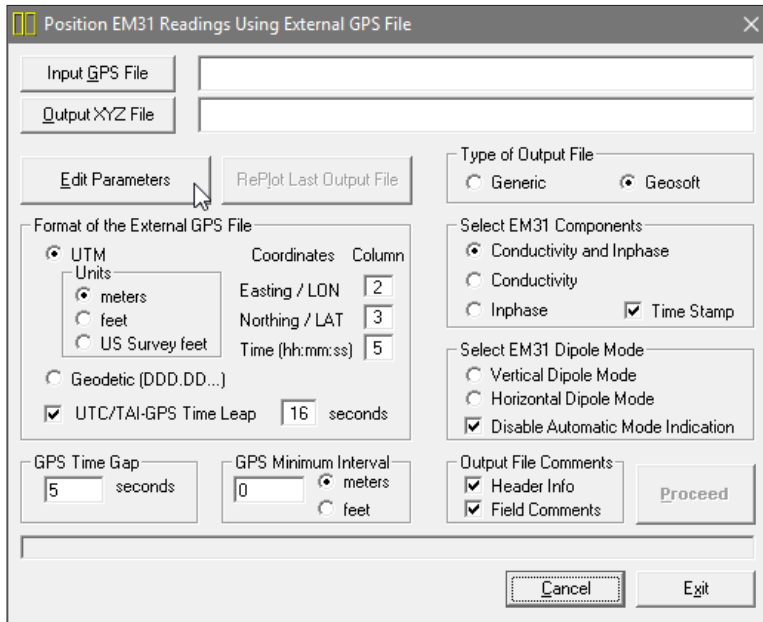 Position EM31 Readings Using External GPS File
Input GPS File
Output XYZ File
Edit Parameters
RePlot Last Output File
Type of Output File
Generic Geosoft
Format of the External GPS File
UTM Coordinates Column
Units
meters
feet
US Survey feet
Easting / LON 2
Northing / LAT 3
Time (hh:mm:ss) 5
Geodetic (DDD.DD...)
UTC/TAI-GPS Time Leap 16 seconds
Select EM31 Components
Conductivity and Inphase
Conductivity
Inphase Time Stamp
Select EM31 Dipole Mode
Vertical Dipole Mode
Horizontal Dipole Mode
Disable Automatic Mode Indication
GPS Time Gap
5 seconds
GPS Minimum Interval
0 meters
feet
Output File Comments
Header Info
Field Comments
Proceed
Cancel Exit